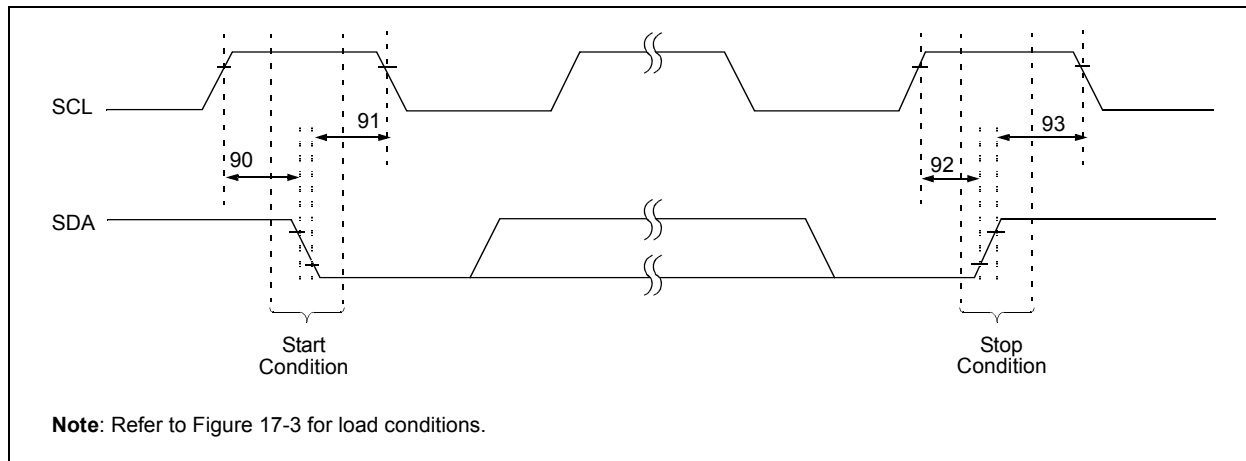 SCL
91
93
90
92
SDA
Start
Condition
Stop
Condition
Note: Refer to Figure 17-3 for load conditions.